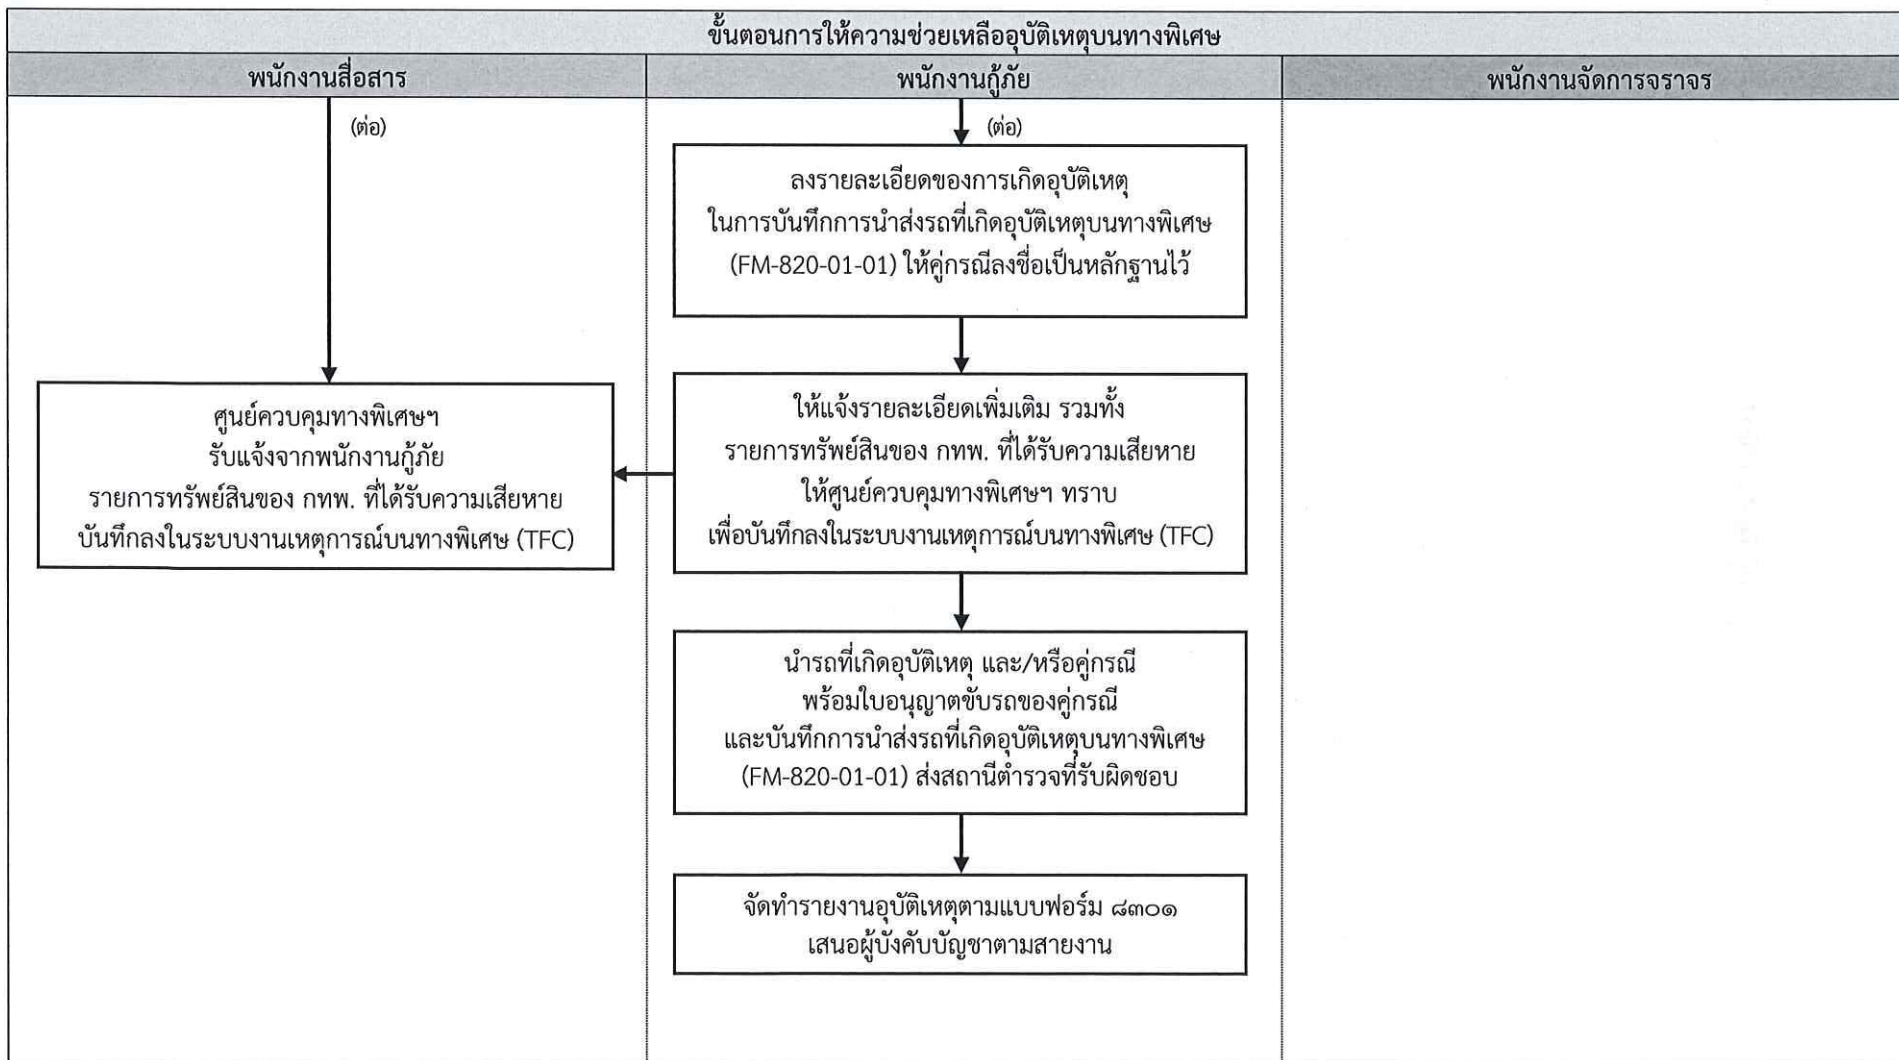 ขั้นตอนการให้ความช่วยเหลืออุบัติเหตุบนทางพิเศษ
พนักงานสื่อสาร
พนักงานกู้ภัย
พนักงานจัดการจราจร
(ต่อ)
(ต่อ)
ลงรายละเอียดของการเกิดอุบัติเหตุ
ในการบันทึกการนำส่งรถที่เกิดอุบัติเหตุบนทางพิเศษ
(FM-820-01-01) ให้คู่กรณีลงชื่อเป็นหลักฐานไว้
ศูนย์ควบคุมทางพิเศษฯ
รับแจ้งจากพนักงานกู้ภัย
รายการทรัพย์สินของ กทพ. ที่ได้รับความเสียหาย
บันทึกลงในระบบงานเหตุการณ์บนทางพิเศษ (TFC)
ให้แจ้งรายละเอียดเพิ่มเติม รวมทั้ง
รายการทรัพย์สินของ กทพ. ที่ได้รับความเสียหาย
ให้ศูนย์ควบคุมทางพิเศษฯ ทราบ
เพื่อบันทึกลงในระบบงานเหตุการณ์บนทางพิเศษ (TFC)
นำรถที่เกิดอุบัติเหตุ และ/หรือคู่กรณี
พร้อมใบอนุญาตขับรถของคู่กรณี
และบันทึกการนำส่งรถที่เกิดอุบัติเหตุบนทางพิเศษ
(FM-820-01-01) ส่งสถานีตำรวจที่รับผิดชอบ
จัดทำรายงานอุบัติเหตุตามแบบฟอร์ม ๘๓๐๑
เสนอผู้บังคับบัญชาตามสายงาน